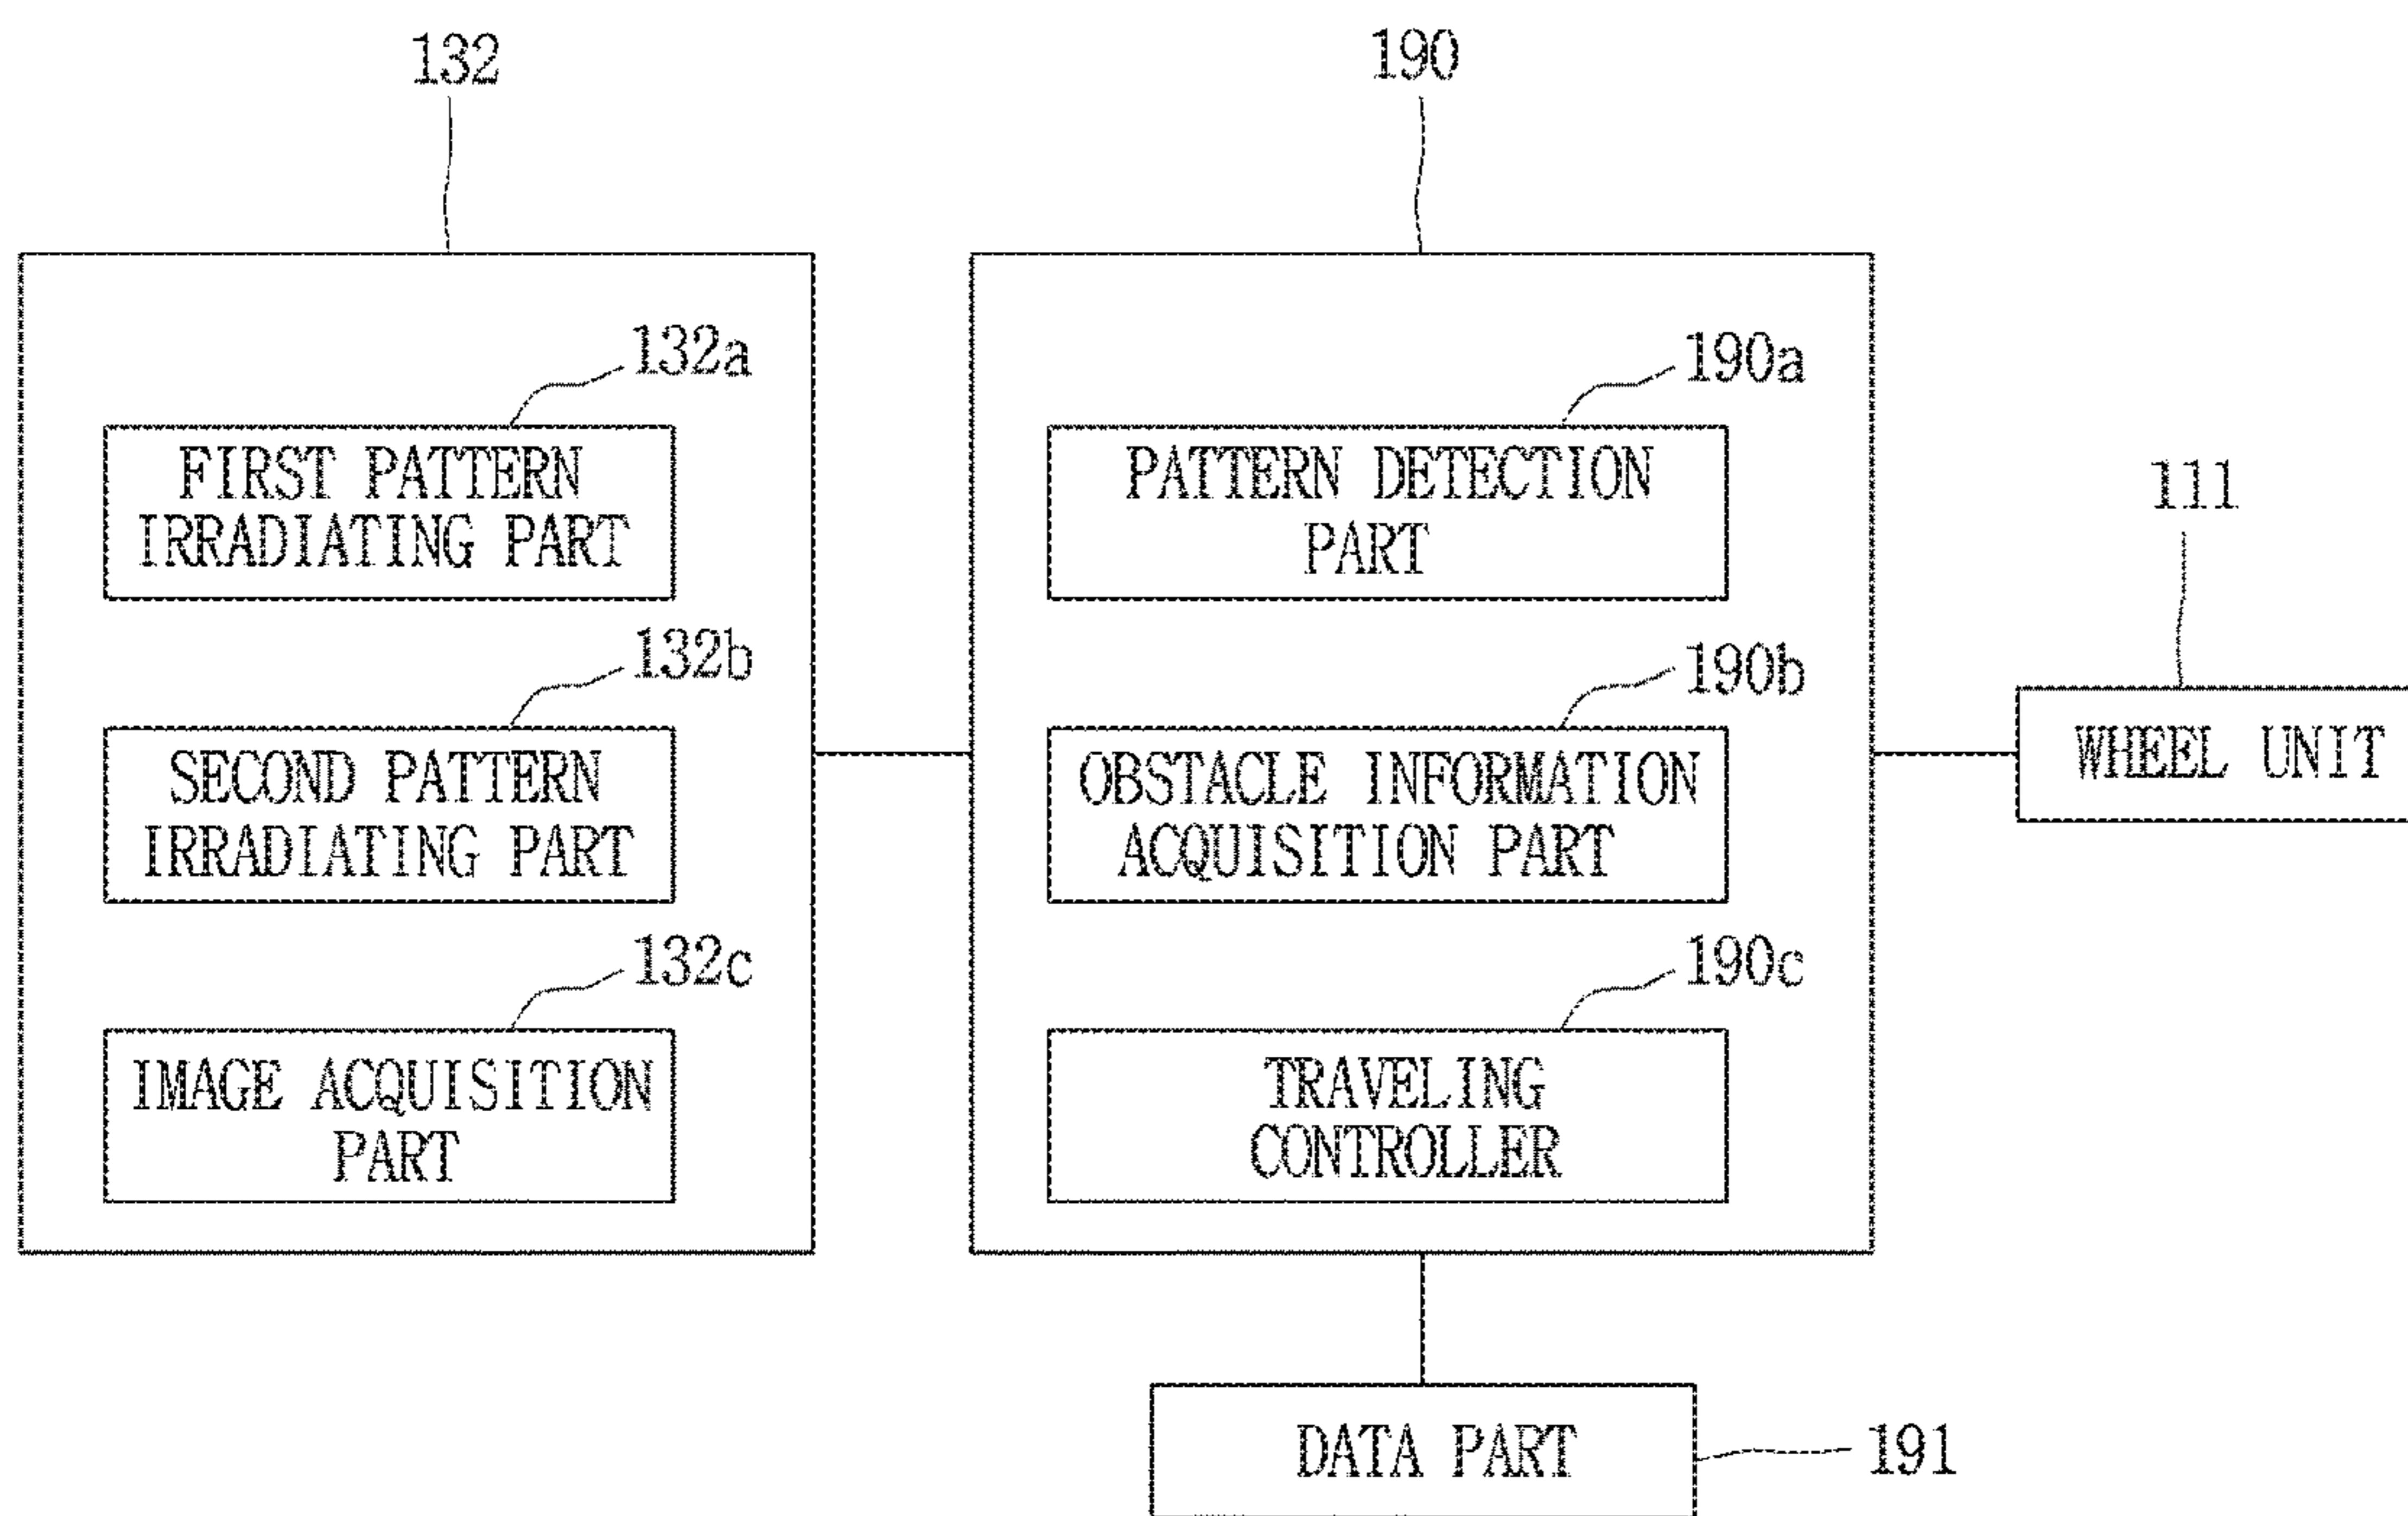 132
190
132a
FIRST PATTERN
IRRADIATING PART
132b
SECOND PATTERN
IRRADIATING PART
132c
IMAGE ACQUISITION
PART
190a
PATTERN DETECTION
PART
190b
OBSTACLE INFORMATION
ACQUISITION PART
190c
TRAVELING
CONTROLLER
111
WHEEL UNIT
DATA PART
191